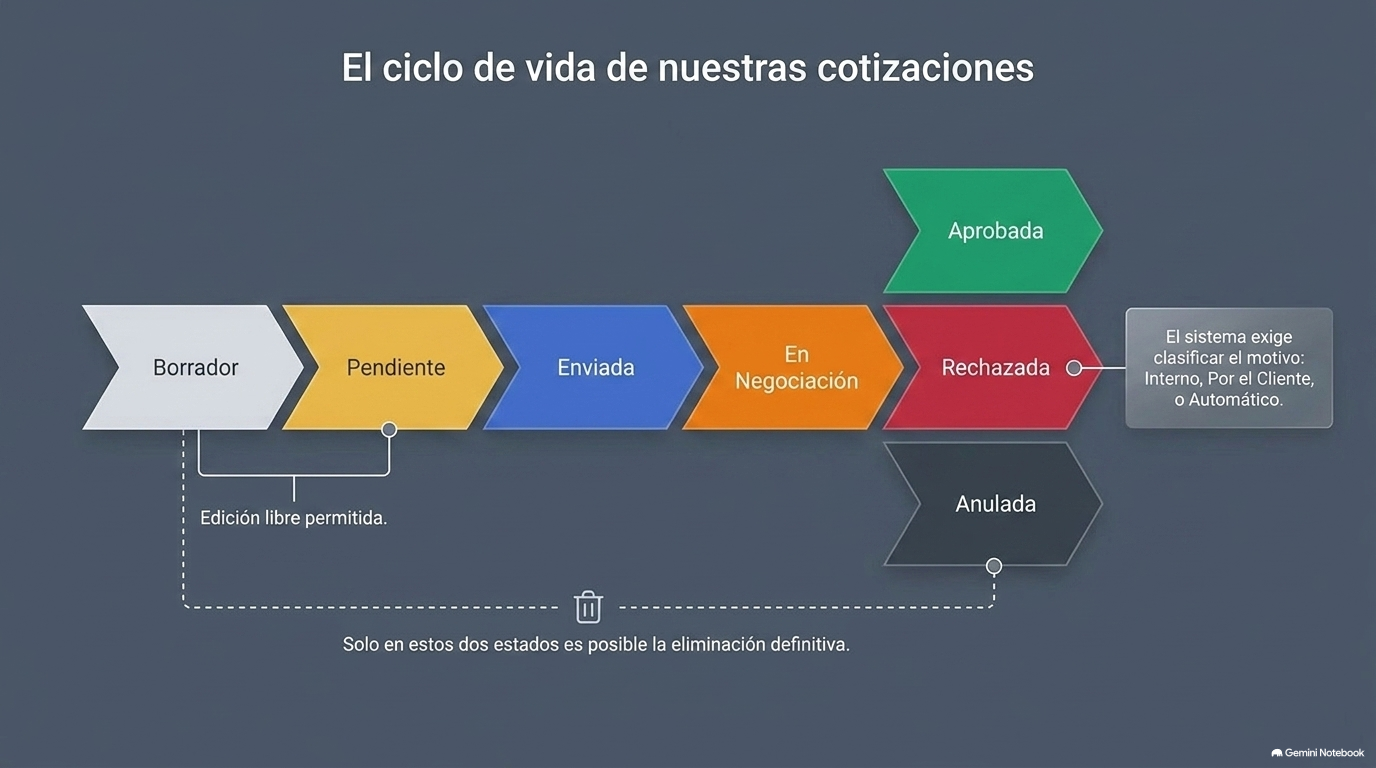 El ciclo de vida de nuestras cotizaciones
Aprobada
Borrador
Pendiente
Enviada
En
Negociación
Rechazada
El sistema exige
clasificar el motivo:
Interno, Por el Cliente,
o Automático.
Anulada
Edición libre permitida.
Solo en estos dos estados es posible la eliminación definitiva.
Gemini Notebook